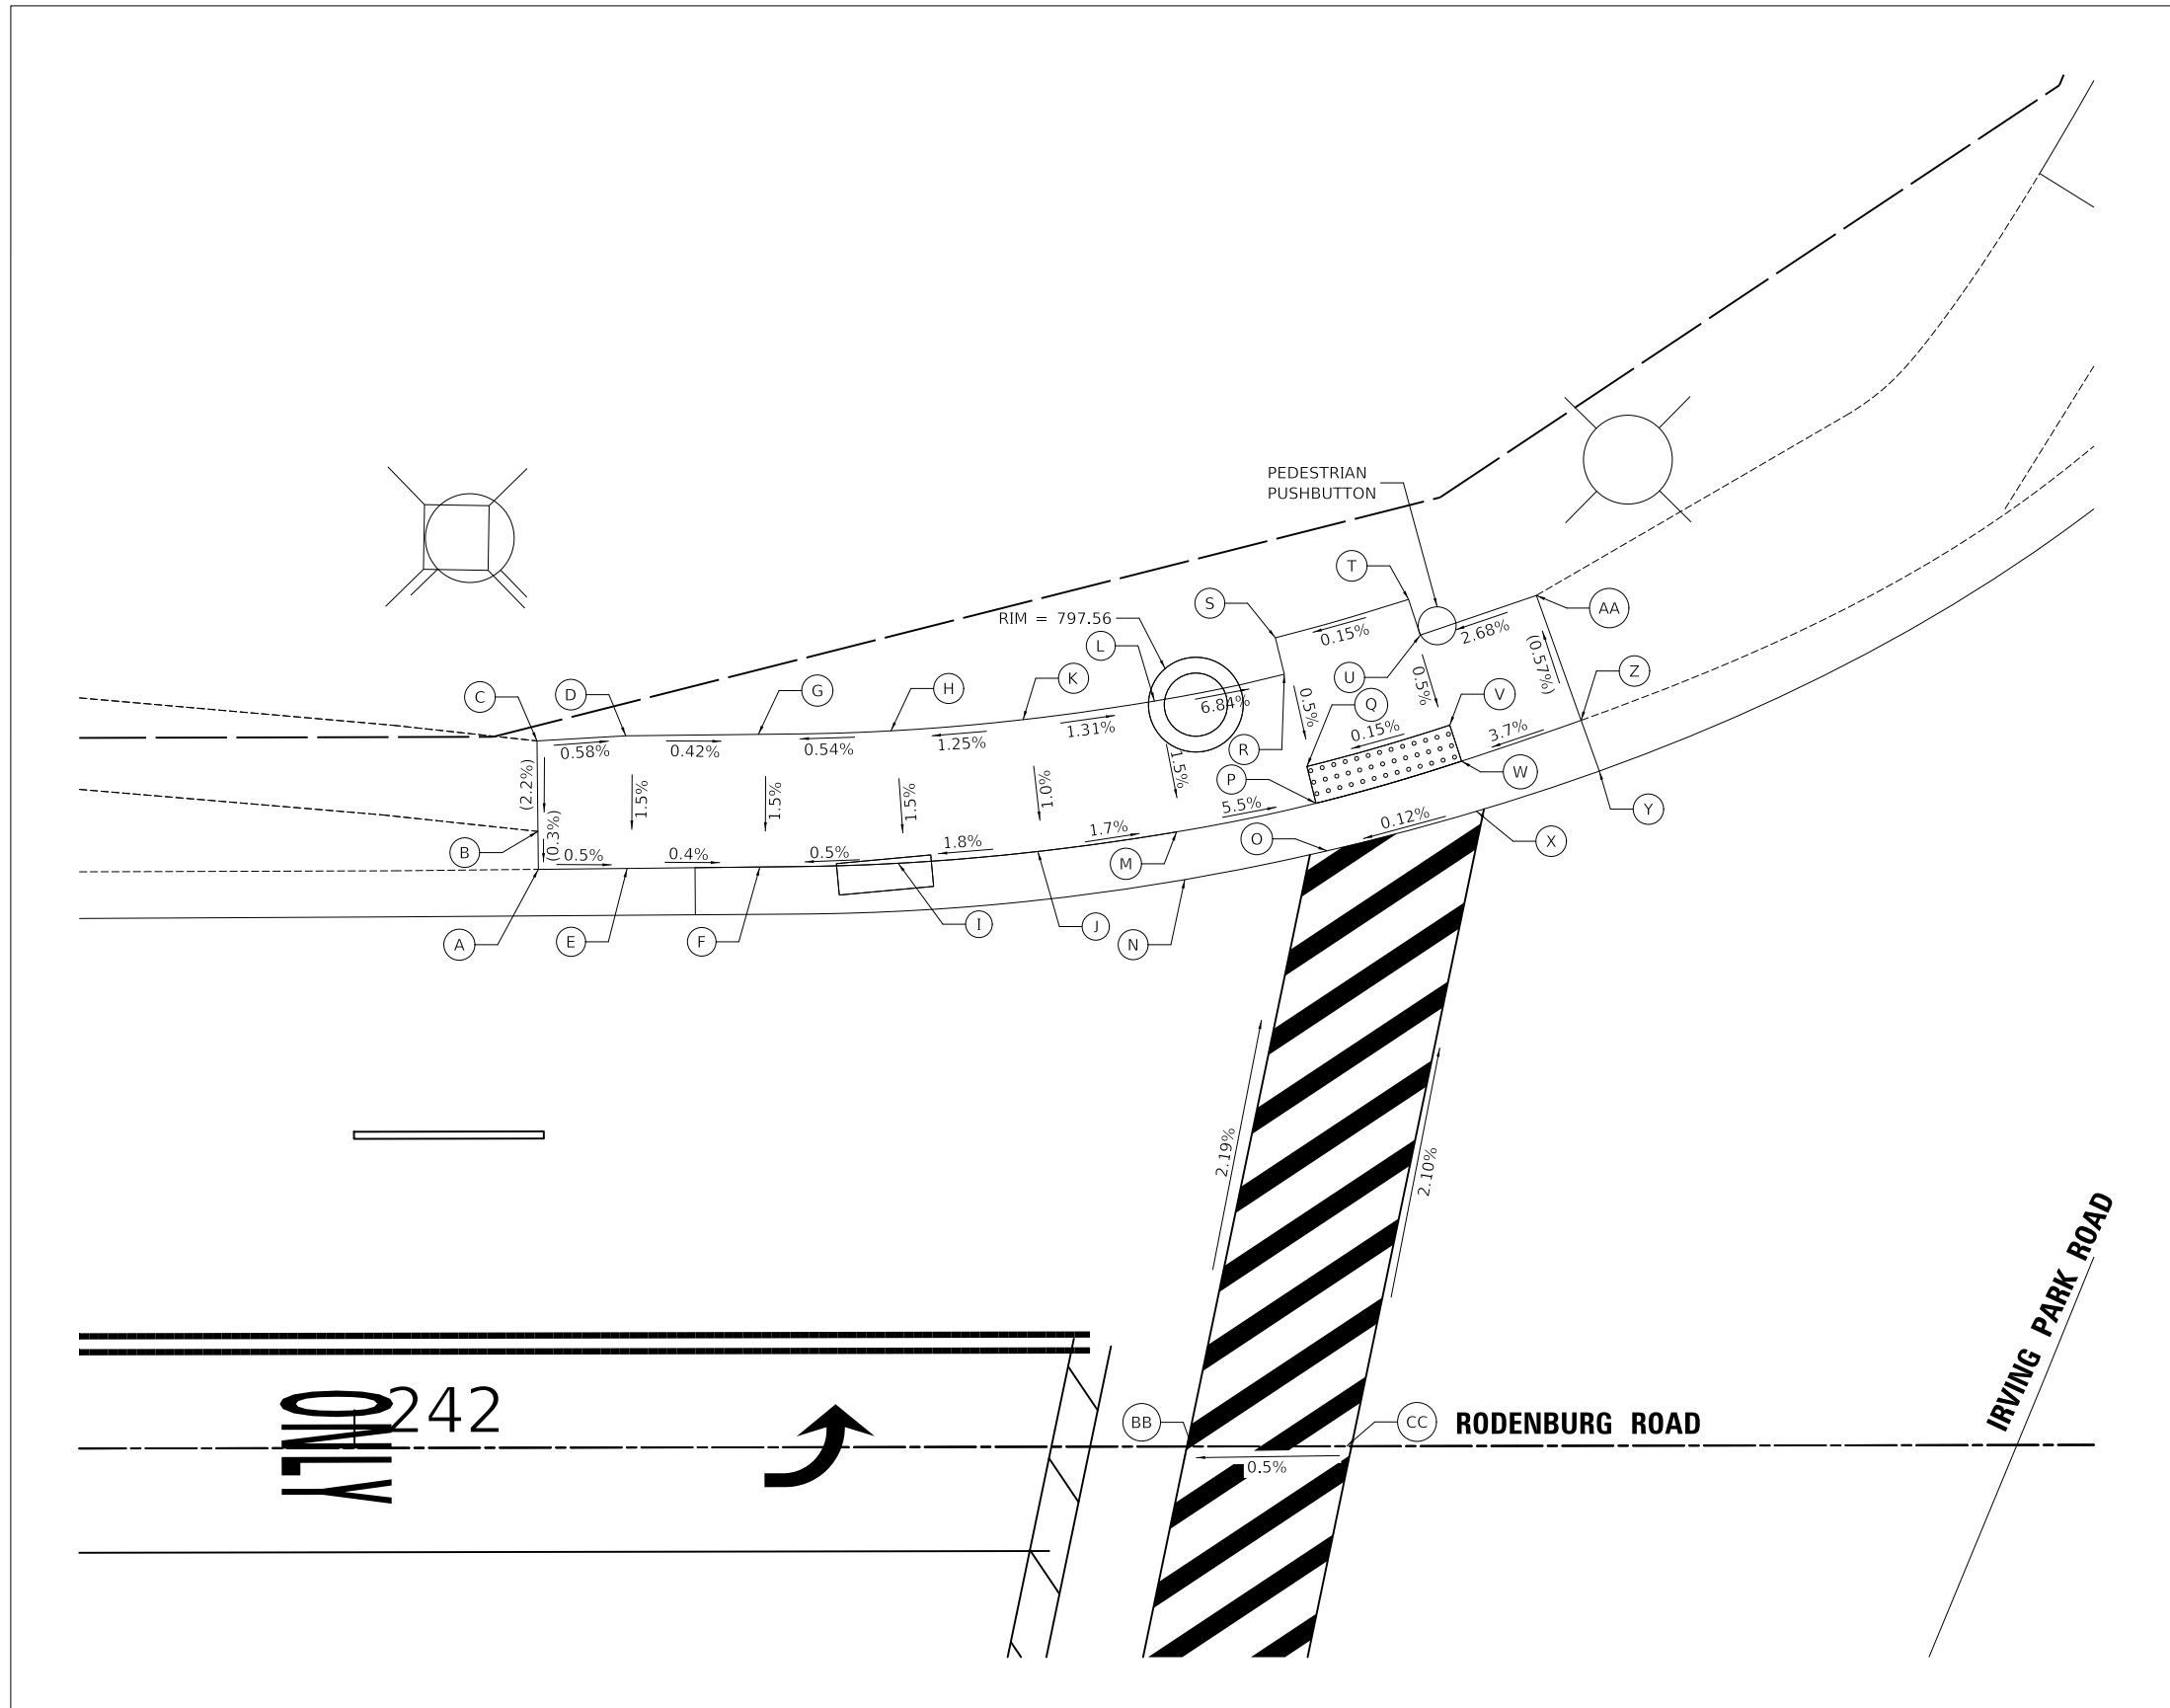 PEDESTRIAN
PUSHBUTTON
T
S
AA
RIM = 797.56
0.15%
2.68%
L
(0.57%)
K
U
Z
H
G
D
C
V
Q
6.84%
0.5%
0.5%
1.31%
0.15%
3.7%
R
1.25%
0.54%
0.42%
0.58%
(2.2%)
1.5%
1.5%
1.5%
1.0%
1.5%
P
W
5.5%
Y
(0.3%)
0.12%
1.7%
1.8%
O
X
B
0.5%
0.4%
0.5%
M
I
J
A
E
F
N
2.19%
2.10%
IRVING PARK ROAD
242
ONLY
BB
CC
RODENBURG ROAD
0.5%